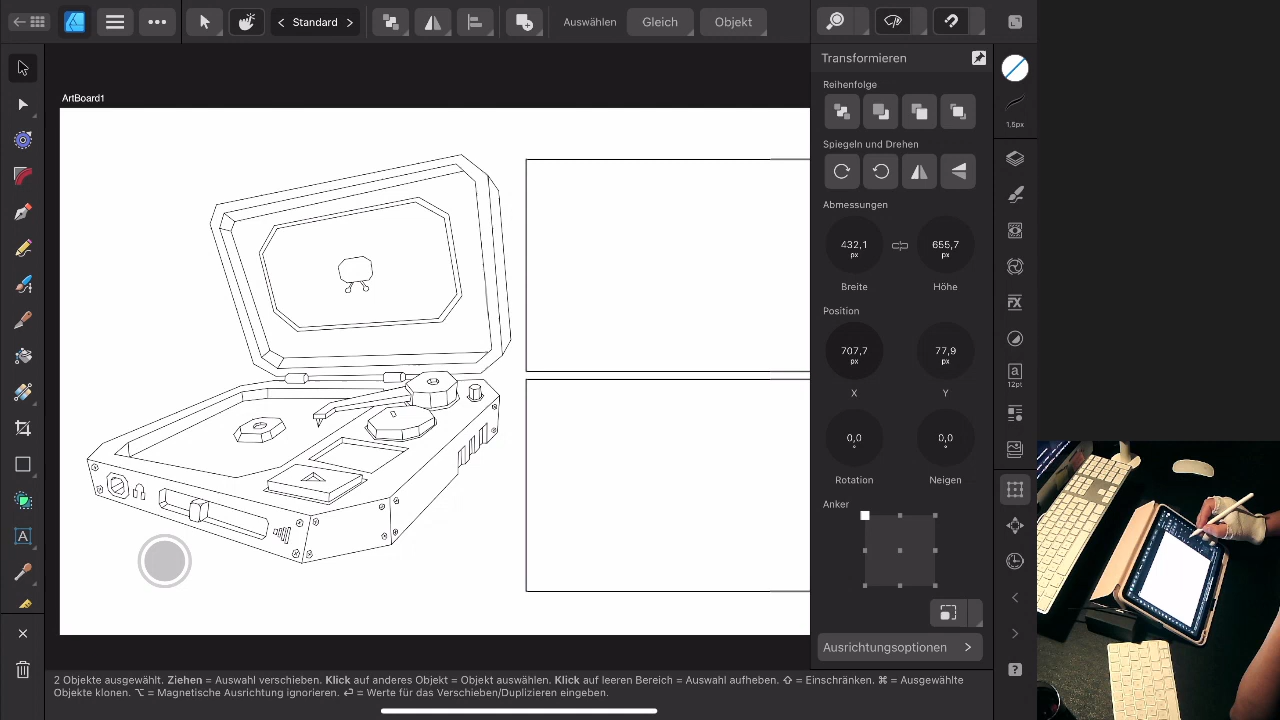 Standard
Auswählen
Gleich
Objekt
ArtBoard1
Transformieren
Reihenfolge
Spiegeln und Drehen
Abmessungen
432,1
px
655,7
px
Breite
Höhe
Position
707,7
px
77,9
px
X
Y
0,0
°
0,0
°
Rotation
Neigen
Anker
Ausrichtungsoptionen
1,5px
FX
a
12pt
A
?
2 Objekte ausgewählt. Ziehen = Auswahl verschieben. Klick auf anderes Objekt = Objekt auswählen. Klick auf leeren Bereich = Auswahl aufheben. ⇧ = Einschränken. ⌘ = Ausgewählte
Objekte klonen. ⌥ = Magnetische Ausrichtung ignorieren. ⏎ = Werte für das Verschieben/Duplizieren eingeben.